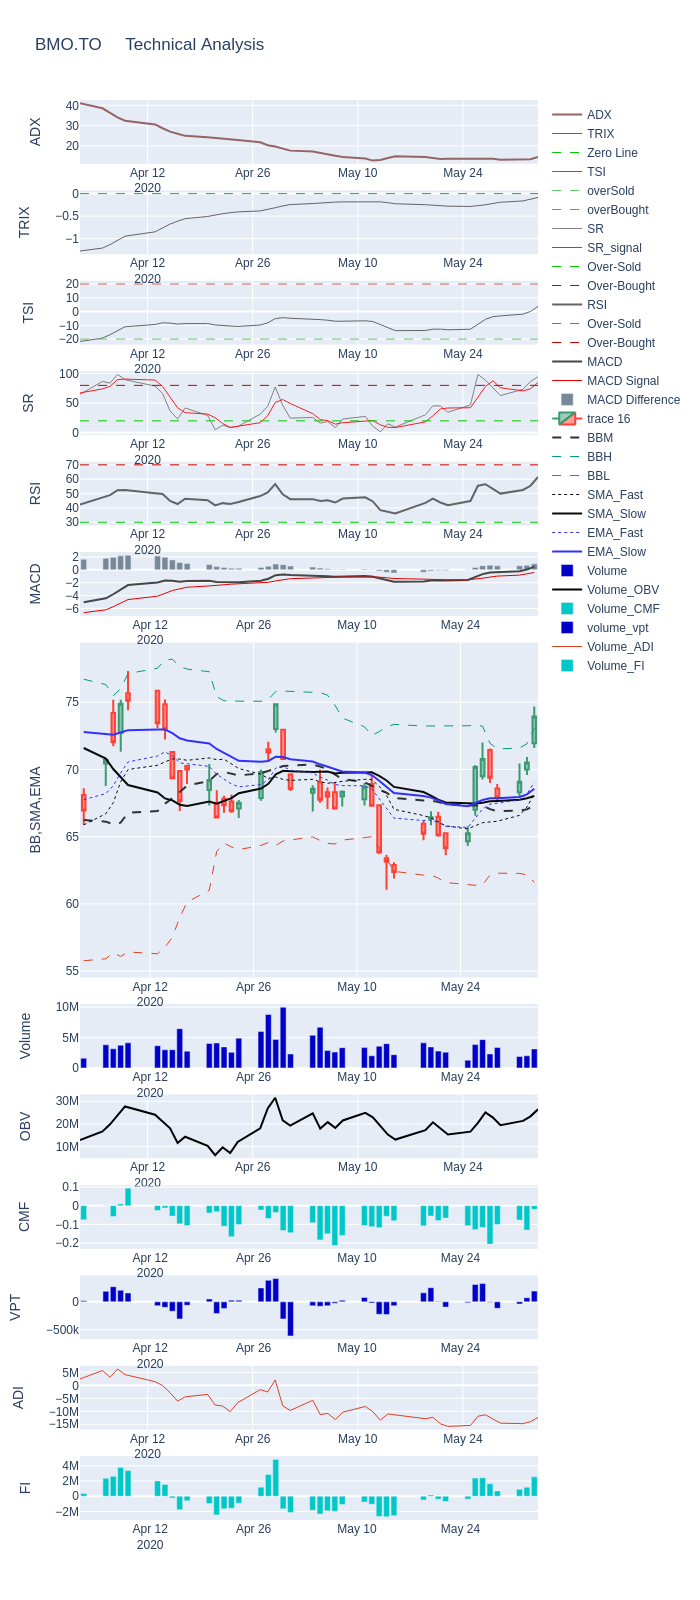 BMO.TO Technical Analysis
ADX
40
30
20
Apr 12
2020
Apr 26
May 10
May 24
TRIX
0
−0.5
−1
Apr 12
2020
Apr 26
May 10
May 24
TSI
20
10
0
−10
−20
Apr 12
2020
Apr 26
May 10
May 24
SR
100
50
0
Apr 12
2020
Apr 26
May 10
May 24
RSI
70
60
50
40
30
Apr 12
2020
Apr 26
May 10
May 24
MACD
2
0
−2
−4
−6
Apr 12
2020
Apr 26
May 10
May 24
BB,SMA,EMA
75
70
65
60
55
Apr 12
2020
Apr 26
May 10
May 24
Volume
10M
5M
0
Apr 12
2020
Apr 26
May 10
May 24
OBV
30M
20M
10M
Apr 12
2020
Apr 26
May 10
May 24
CMF
0.1
0
−0.1
−0.2
Apr 12
2020
Apr 26
May 10
May 24
VPT
0
−500k
Apr 12
2020
Apr 26
May 10
May 24
ADI
5M
0
−5M
−10M
−15M
Apr 12
2020
Apr 26
May 10
May 24
FI
4M
2M
0
−2M
Apr 12
2020
Apr 26
May 10
May 24
ADX
TRIX
Zero Line
TSI
overSold
overBought
SR
SR_signal
Over-Sold
Over-Bought
RSI
Over-Sold
Over-Bought
MACD
MACD Signal
MACD Difference
trace 16
BBM
BBH
BBL
SMA_Fast
SMA_Slow
EMA_Fast
EMA_Slow
Volume
Volume_OBV
Volume_CMF
volume_vpt
Volume_ADI
Volume_FI